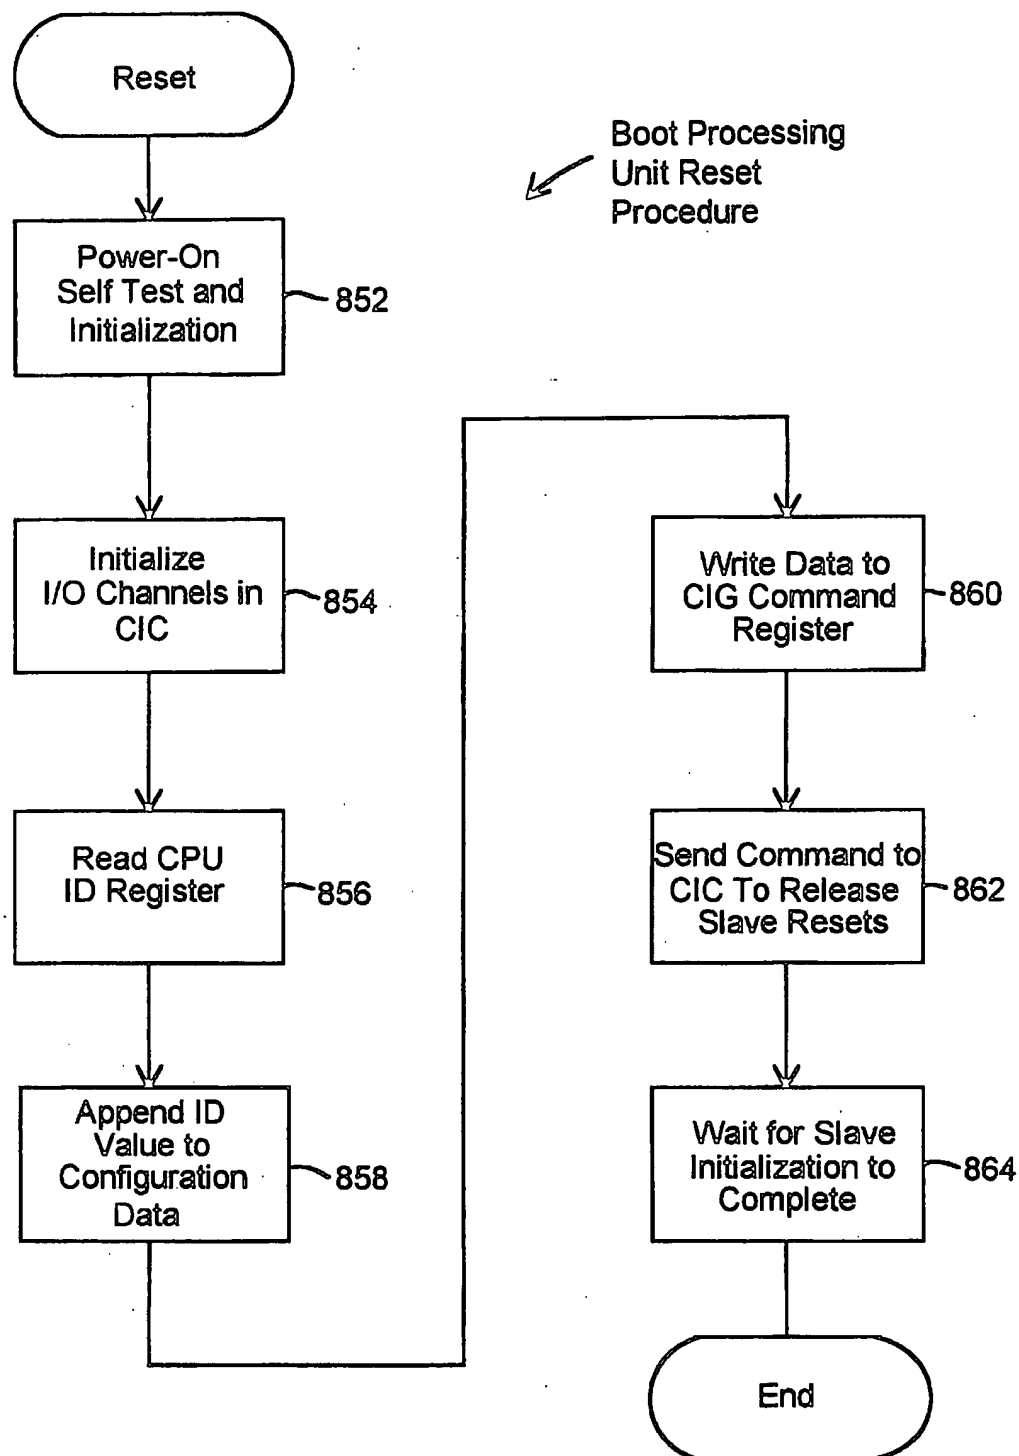 Reset
Boot Processing
Unit Reset
Procedure
Power-On
Self Test and
Initialization
852
Initialize
I/O Channels in
CIC
854
Read CPU
ID Register
856
Append ID
Value to
Configuration
Data
858
Write Data to
CIG Command
Register
860
Send Command to
CIC To Release
Slave Resets
862
Wait for Slave
Initialization to
Complete
864
End